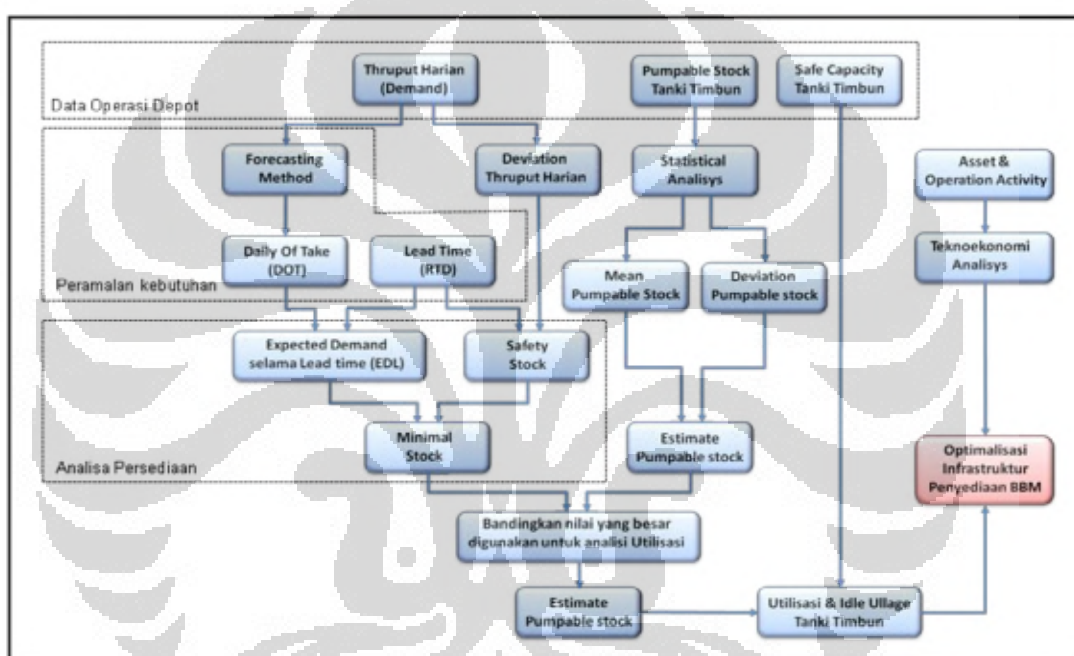 Thruput Harian
(Demand)
Pumpable Stock
Tanki Timbun
Safe Capacity
Tanki Timbun
Data Operasi Depot
Forecasting
Method
Deviation
Thruput Harian
Statistical
Analisys
Asset &
Operation Activity
Daily Of Take
(DOT)
Lead Time
(RTD)
Mean
Pumpable Stock
Deviation
Pumpable stock
Teknoekonomi
Analisys
Peramalan kebutuhan
Expected Demand
selama Lead time (EDL)
Safety
Stock
Minimal
Stock
Estimate
Pumpable stock
Optimalisasi
Infrastruktur
Penyediaan BBM
Analisa Persediaan
Bandingkan nilai yang besar
digunakan untuk analisi Utilisasi
Estimate
Pumpable stock
Utilisasi & Idle Ullage
Tanki Timbun